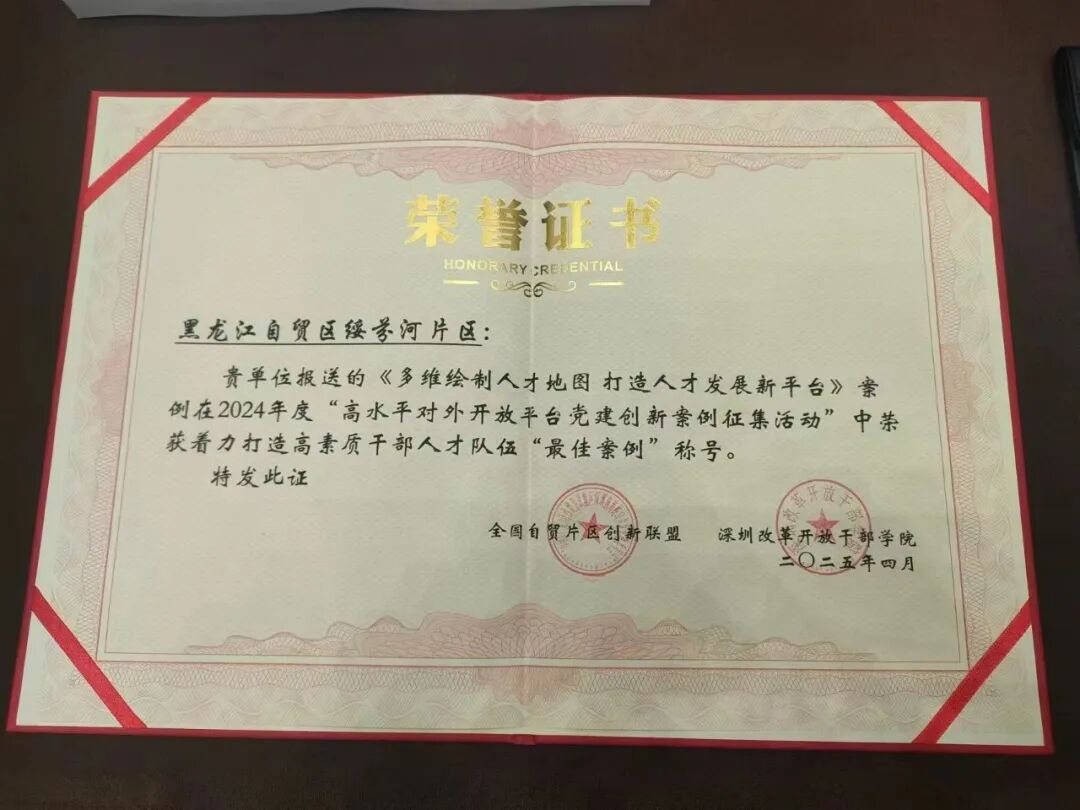 荣誉证书
HONORARY CREDENTIAL
黑龙江自贸区绥芬河片区：
贵单位报送的《多维绘制人才地图 打造人才发展新平台》案
例在2024年度“高水平对外开放平台党建创新案例征集活动”中荣
获着力打造高素质干部人才队伍“最佳案例”称号。
特发此证
全国自贸片区创新联盟 深圳改革开放干部学院
二〇二五年四月